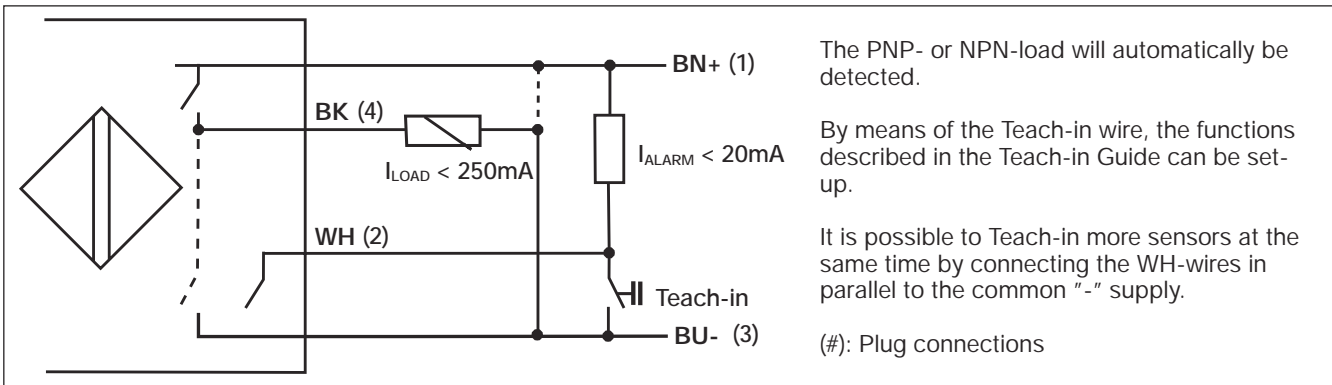 BN+ (1)
BK (4)
I_LOAD < 250mA
I_ALARM < 20mA
WH (2)
Teach-in
BU- (3)
The PNP- or NPN-load will automatically be
detected.
By means of the Teach-in wire, the functions
described in the Teach-in Guide can be set-
up.
It is possible to Teach-in more sensors at the
same time by connecting the WH-wires in
parallel to the common "-" supply.
(#): Plug connections